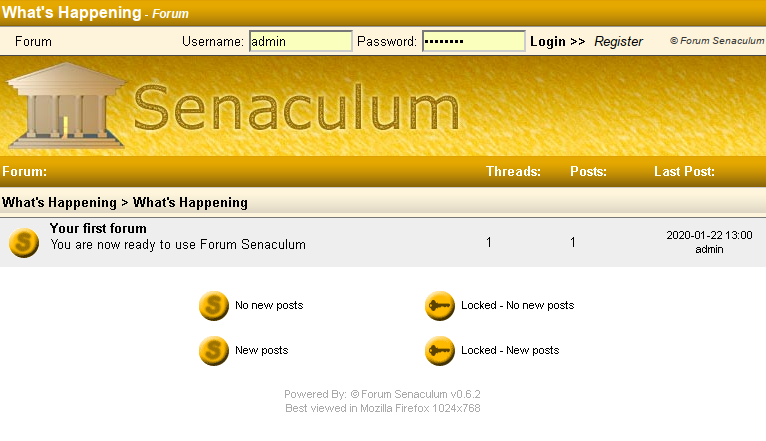 What's Happening - Forum
Forum Username: admin Password: •••••••• Login >> Register © Forum Senaculum
Senaculum
Forum: Threads: Posts: Last Post:
What's Happening > What's Happening
Your first forum
You are now ready to use Forum Senaculum 1 1 2020-01-22 13:00
admin
S No new posts Locked - No new posts
S New posts Locked - New posts
Powered By: © Forum Senaculum v0.6.2
Best viewed in Mozilla Firefox 1024x768